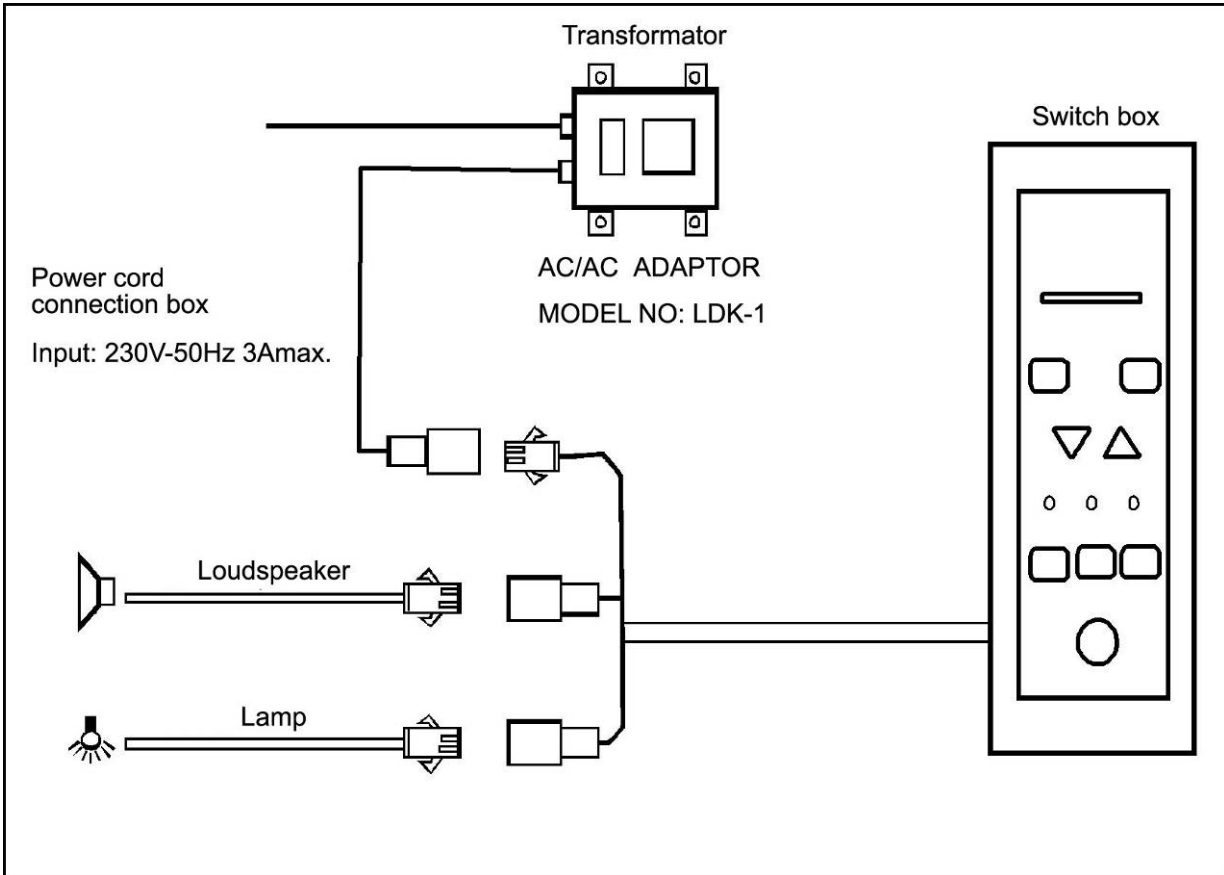 Transformator
Switch box
AC/AC ADAPTOR
MODEL NO: LDK-1
Power cord
connection box
Input: 230V-50Hz 3Amax.
Loudspeaker
Lamp